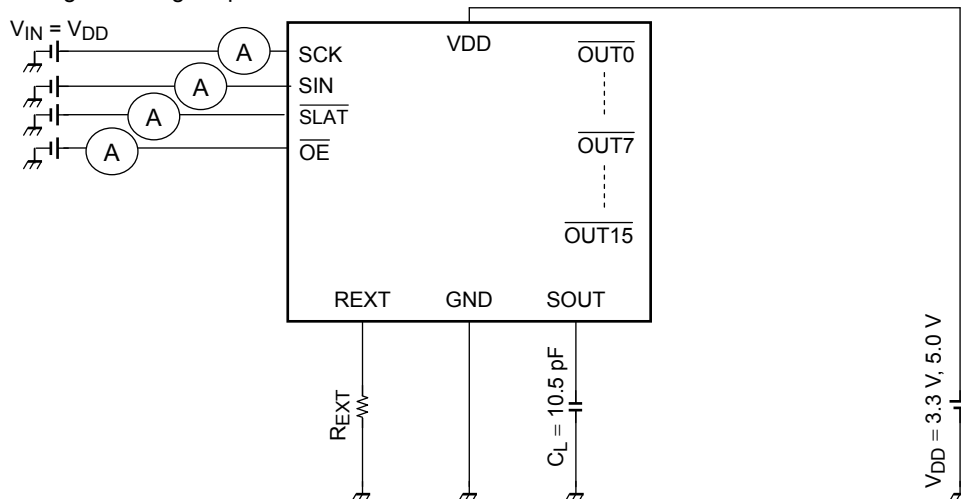 V_IN = V_DD
A
A
A
A
SCK
SIN
SLAT
OE
VDD
OUT0
OUT7
OUT15
REXT
GND
SOUT
R_EXT
C_L = 10.5 pF
V_DD = 3.3 V, 5.0 V